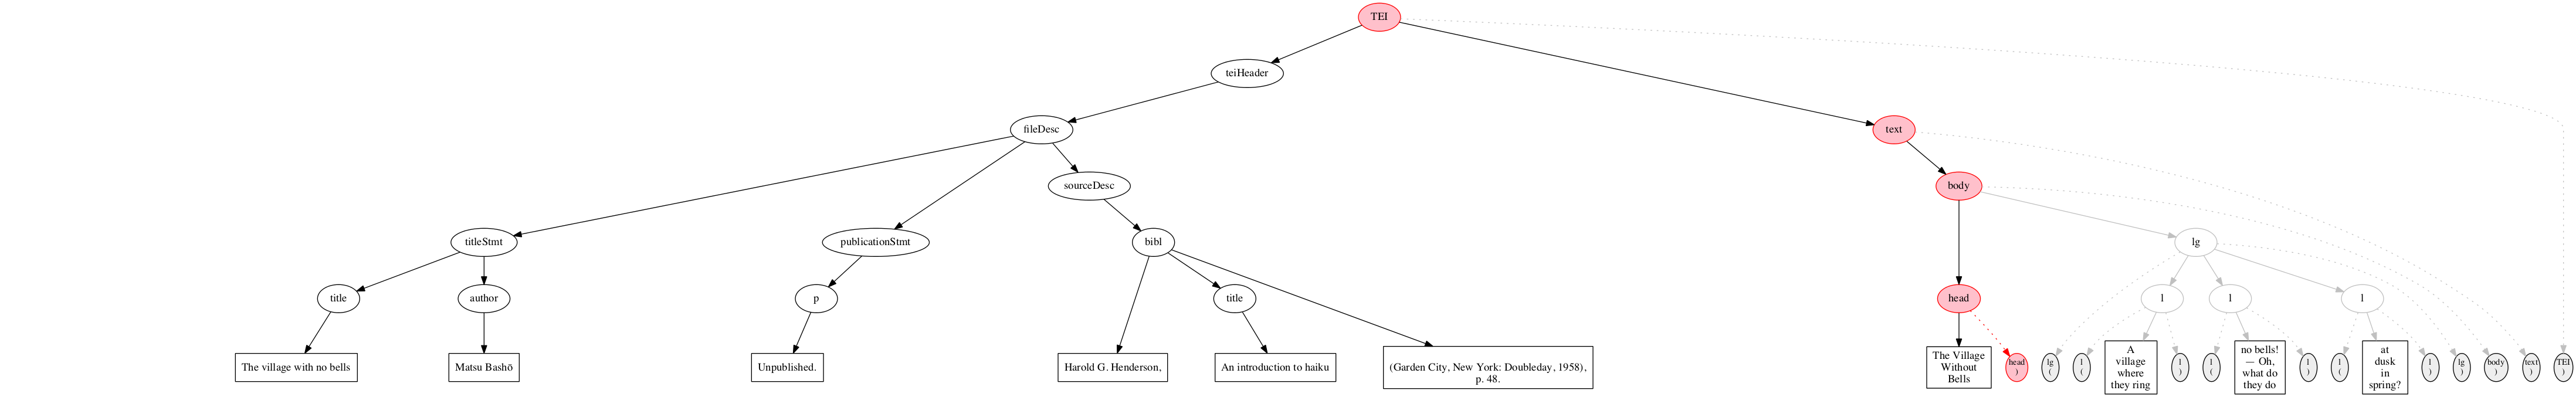 TEI
teiHeader
fileDesc
text
sourceDesc
body
titleStmt
publicationStmt
bibl
lg
title
author
p
title
head
l
l
l
The village with no bells
Matsu Bashō
Unpublished.
Harold G. Henderson,
An introduction to haiku
(Garden City, New York: Doubleday, 1958),
p. 48.
The Village
Without
Bells
head
)
lg
(
l
(
A
village
where
they ring
l
)
l
(
no bells!
— Oh,
what do
they do
l
)
l
(
at
dusk
in
spring?
l
)
lg
)
body
)
text
)
TEI
)